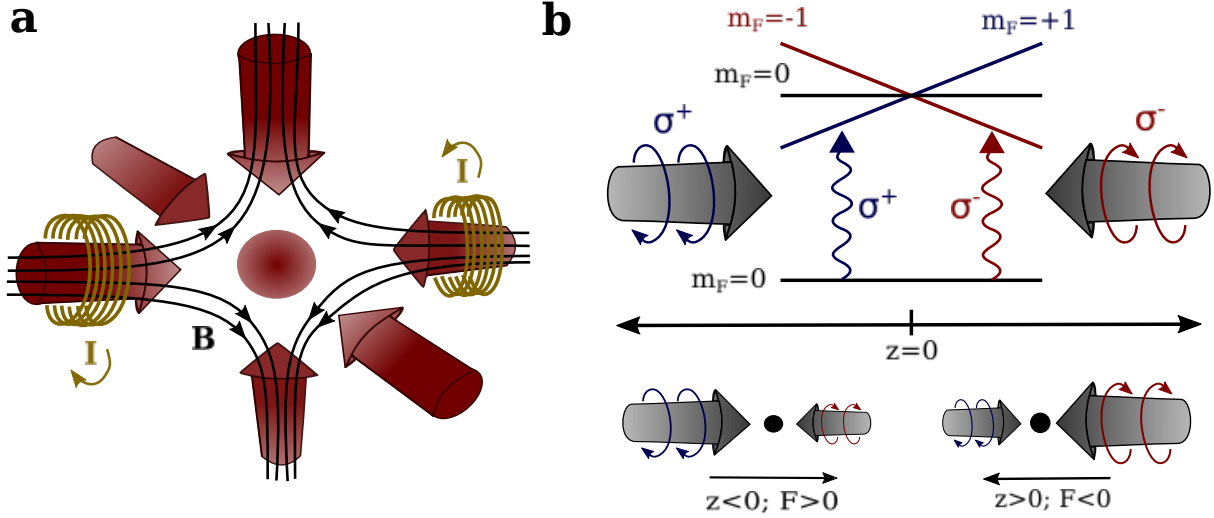 a
I
I
B
b
m_F=-1
m_F=+1
m_F=0
σ⁺
σ⁻
σ⁺
σ⁻
m_F=0
z=0
z<0; F>0
z>0; F<0